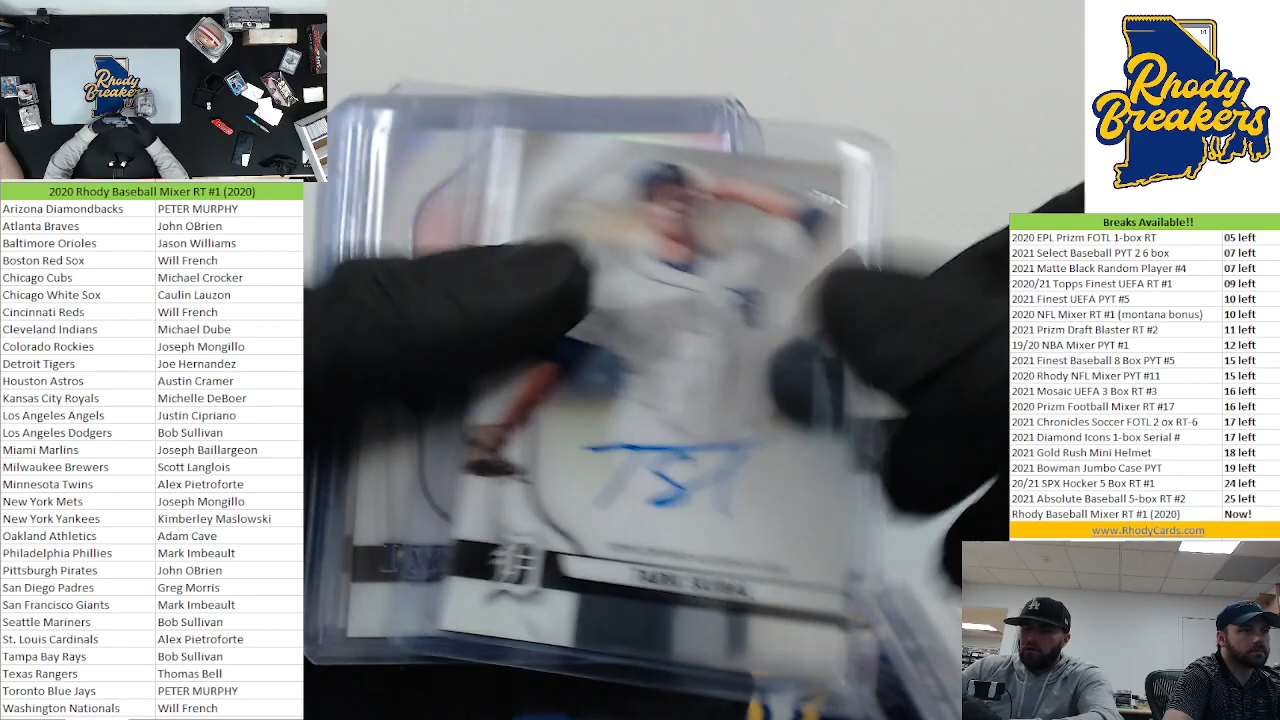 Rhody
Breakers
2020 Rhody Baseball Mixer RT #1 (2020)
Arizona Diamondbacks PETER MURPHY
Atlanta Braves John OBrien
Baltimore Orioles Jason Williams
Boston Red Sox Will French
Chicago Cubs Michael Crocker
Chicago White Sox Caulin Lauzon
Cincinnati Reds Will French
Cleveland Indians Michael Dube
Colorado Rockies Joseph Mongillo
Detroit Tigers Joe Hernandez
Houston Astros Austin Cramer
Kansas City Royals Michelle DeBoer
Los Angeles Angels Justin Cipriano
Los Angeles Dodgers Bob Sullivan
Miami Marlins Joseph Baillargeon
Milwaukee Brewers Scott Langlois
Minnesota Twins Alex Pietroforte
New York Mets Joseph Mongillo
New York Yankees Kimberley Maslowski
Oakland Athletics Adam Cave
Philadelphia Phillies Mark Imbeault
Pittsburgh Pirates John OBrien
San Diego Padres Greg Morris
San Francisco Giants Mark Imbeault
Seattle Mariners Bob Sullivan
St. Louis Cardinals Alex Pietroforte
Tampa Bay Rays Bob Sullivan
Texas Rangers Thomas Bell
Toronto Blue Jays PETER MURPHY
Washington Nationals Will French
Rhody
Breakers
Breaks Available!!
2020 EPL Prizm FOTL 1-box RT 05 left
2021 Select Baseball PYT 2 6 box 07 left
2021 Matte Black Random Player #4 07 left
2020/21 Topps Finest UEFA RT #1 09 left
2021 Finest UEFA PYT #5 10 left
2020 NFL Mixer RT #1 (montana bonus) 10 left
2021 Prizm Draft Blaster RT #2 11 left
19/20 NBA Mixer PYT #1 12 left
2021 Finest Baseball 8 Box PYT #5 15 left
2020 Rhody NFL Mixer PYT #11 15 left
2021 Mosaic UEFA 3 Box RT #3 16 left
2020 Prizm Football Mixer RT #17 16 left
2021 Chronicles Soccer FOTL 2 ox RT-6 17 left
2021 Diamond Icons 1-box Serial # 17 left
2021 Gold Rush Mini Helmet 18 left
2021 Bowman Jumbo Case PYT 19 left
20/21 SPX Hocker 5 Box RT #1 24 left
2021 Absolute Baseball 5-box RT #2 25 left
Rhody Baseball Mixer RT #1 (2020) Now!
www.RhodyCards.com